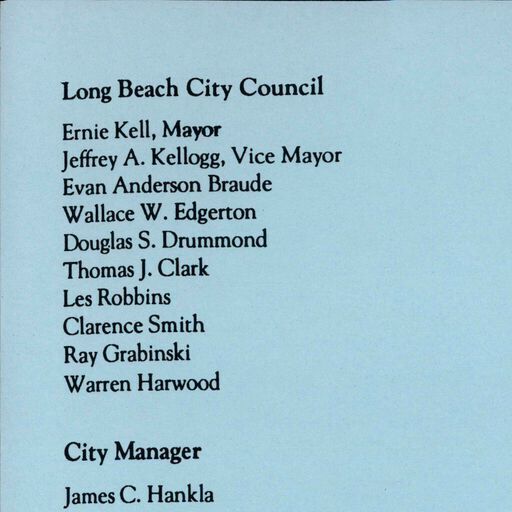 Long Beach City Council
Ernie Kell, Mayor
Jeffrey A. Kellogg, Vice Mayor
Evan Anderson Braude
Wallace W. Edgerton
Douglas S. Drummond
Thomas J. Clark
Les Robbins
Clarence Smith
Ray Grabinski
Warren Harwood
City Manager
James C. Hankla